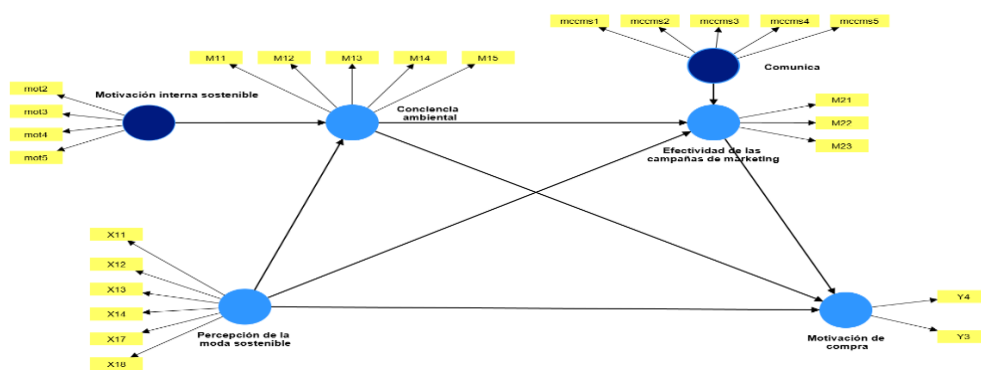 mccms1
mccms2
mccms3
mccms4
mccms5
M11
M12
M13
M14
M15
Comunica
mot2
mot3
mot4
mot5
Motivación interna sostenible
Conciencia
ambiental
M21
M22
M23
Efectividad de las
campañas de marketing
X11
X12
X13
X14
X17
X18
Percepción de la
moda sostenible
Y4
Y3
Motivación de
compra